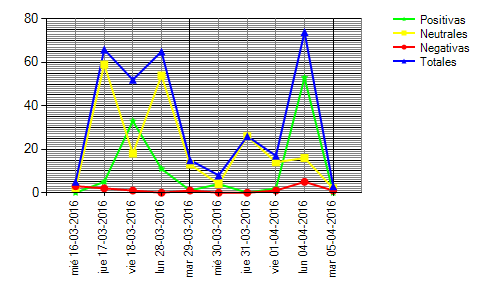 80
60
40
20
0
mié 16-03-2016
jue 17-03-2016
vie 18-03-2016
lun 28-03-2016
mar 29-03-2016
mié 30-03-2016
jue 31-03-2016
vie 01-04-2016
lun 04-04-2016
mar 05-04-2016
Positivas
Neutrales
Negativas
Totales